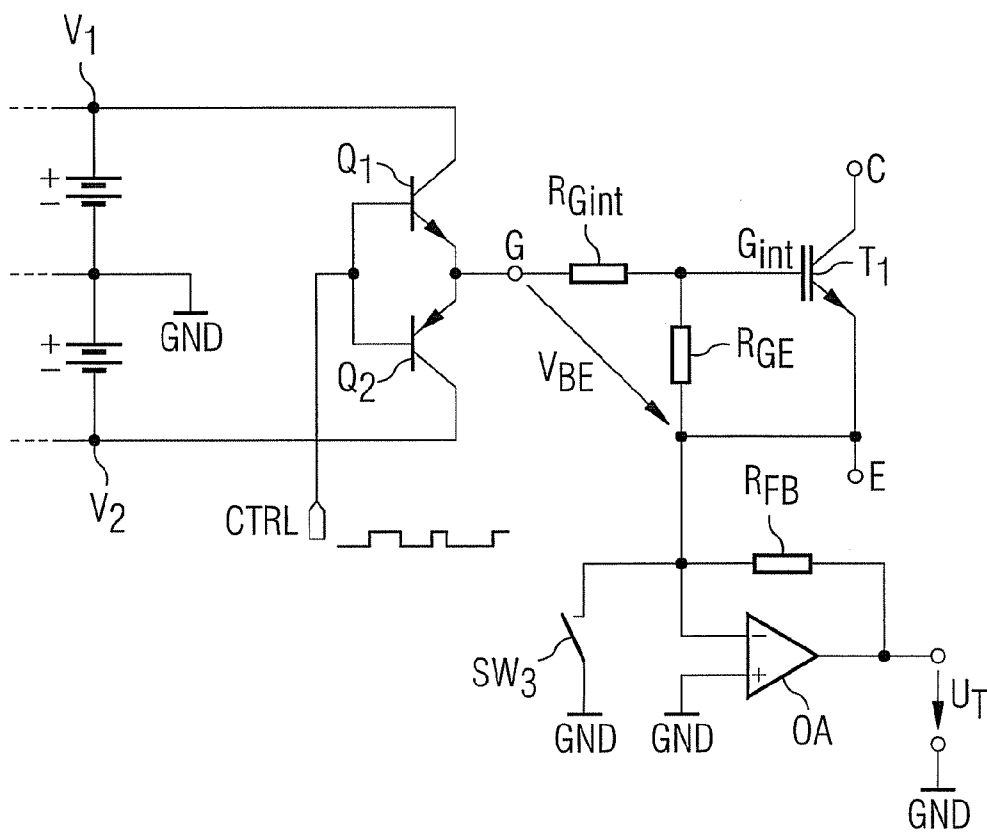 V1
+
−
Q1
RGint
C
G
Gint
T1
GND
+
−
Q2
VBE
RGE
V2
CTRL
E
RFB
SW3
−
+
OA
UT
GND
GND
GND